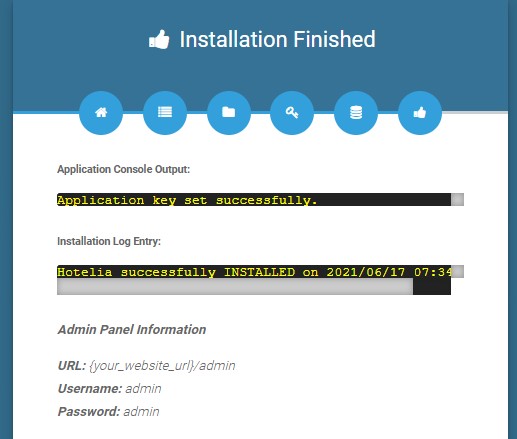 Installation Finished
Application Console Output:
Application key set successfully.
Installation Log Entry:
Hotelia successfully INSTALLED on 2021/06/17 07:34
Admin Panel Information
URL: {your_website_url}/admin
Username: admin
Password: admin